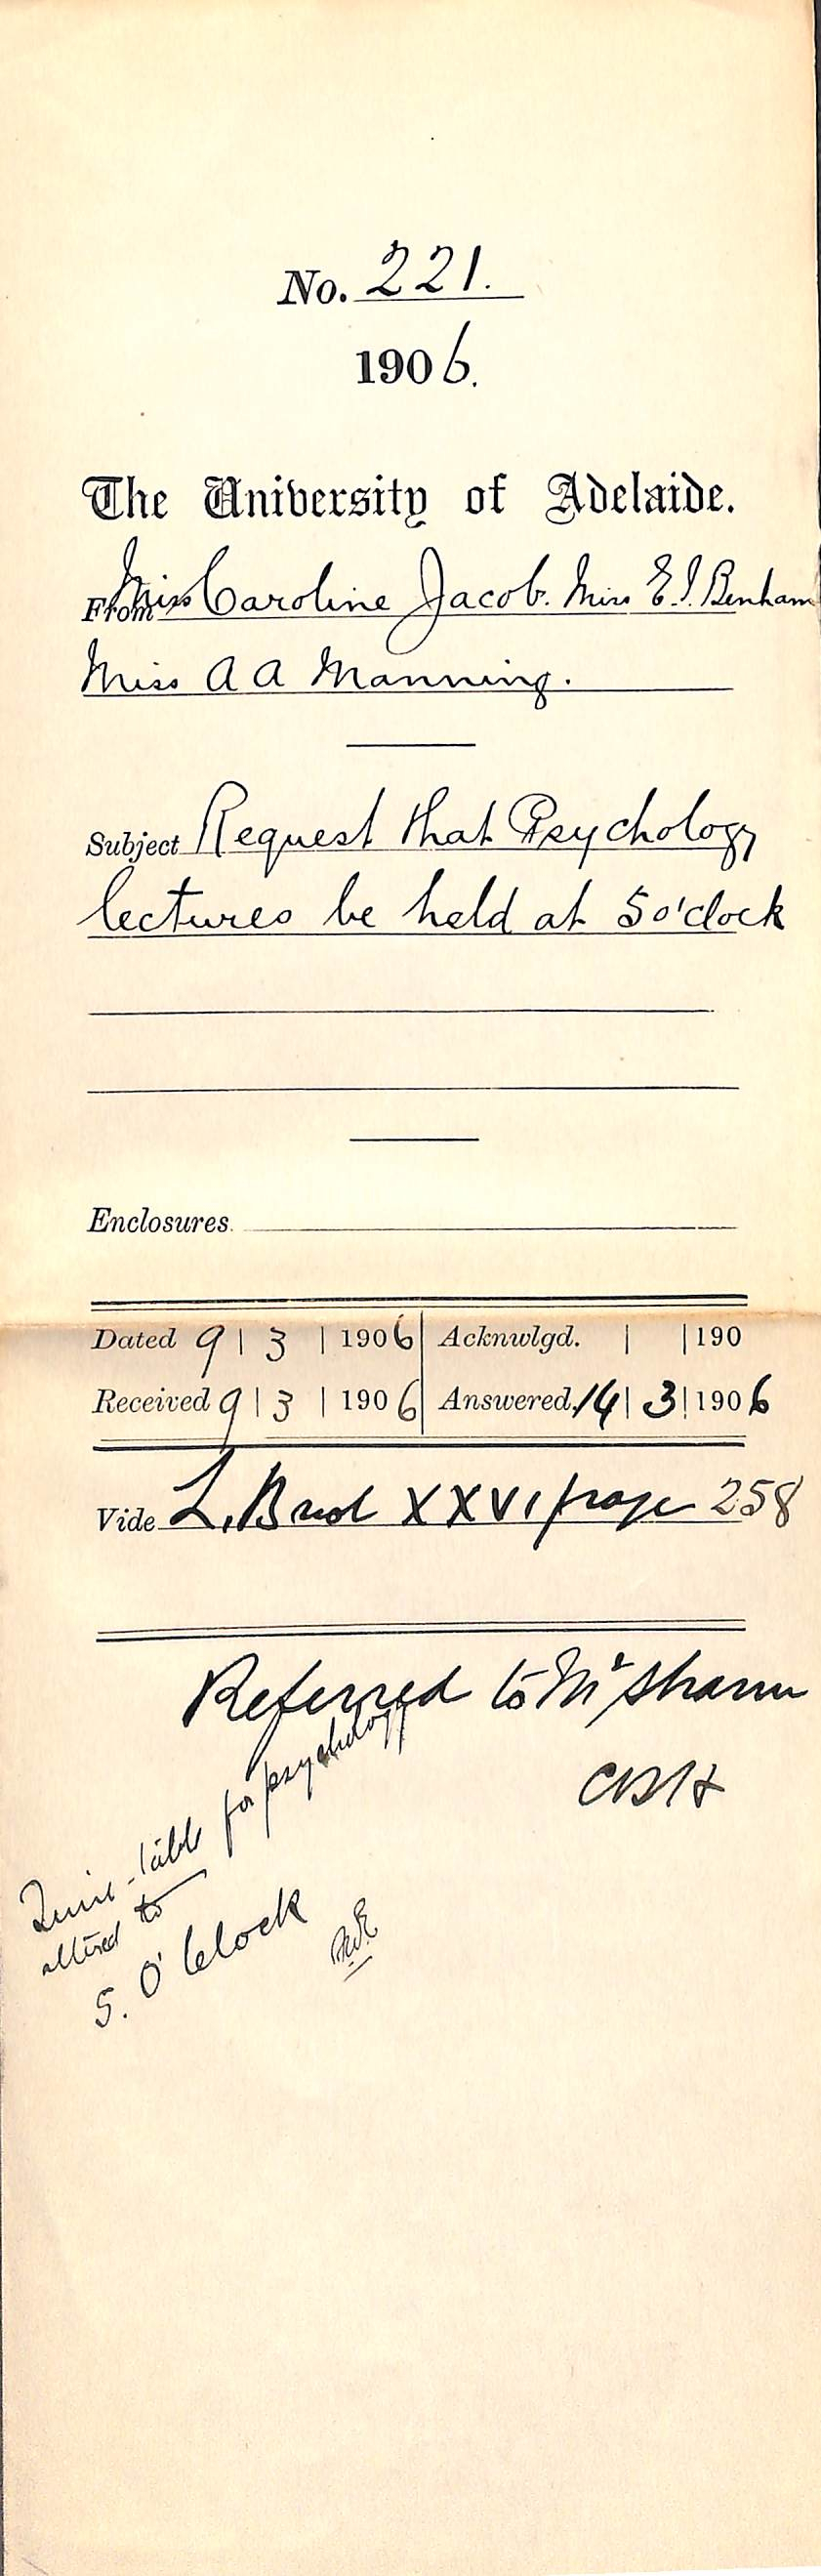 No. 221.
1906.
The University of Adelaide.
From Miss Caroline Jacob. Miss E. I. Benham
Miss A A Manning.
Subject Request that Psychology
lectures be held at 5 o'clock
Enclosures
Dated 9 | 3 | 1906 Acknwlgd. | | 190
Received 9 | 3 | 1906 Answered 14 | 3 | 1906
Vide L. Book XXVI page 258
Referred to Mr
Time-table for psychology
altered to
5. O'Clock